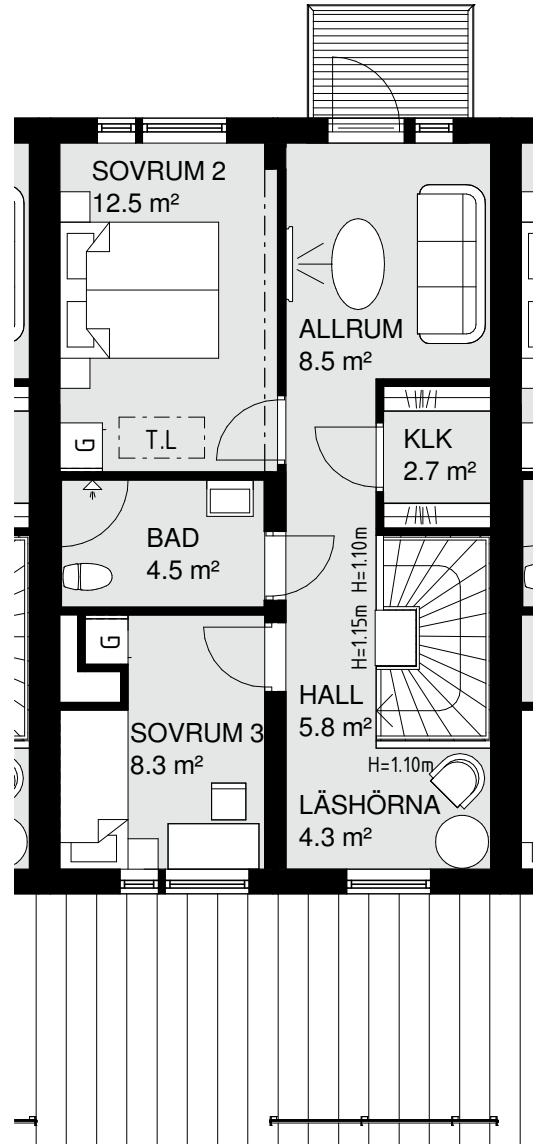 SOVRUM 2
12.5 m²
ALLRUM
8.5 m²
G
T.L
KLK
2.7 m²
BAD
4.5 m²
H=1.10m
H=1.15m
G
SOVRUM 3
8.3 m²
HALL
5.8 m²
H=1.10m
LÄSHÖRNA
4.3 m²